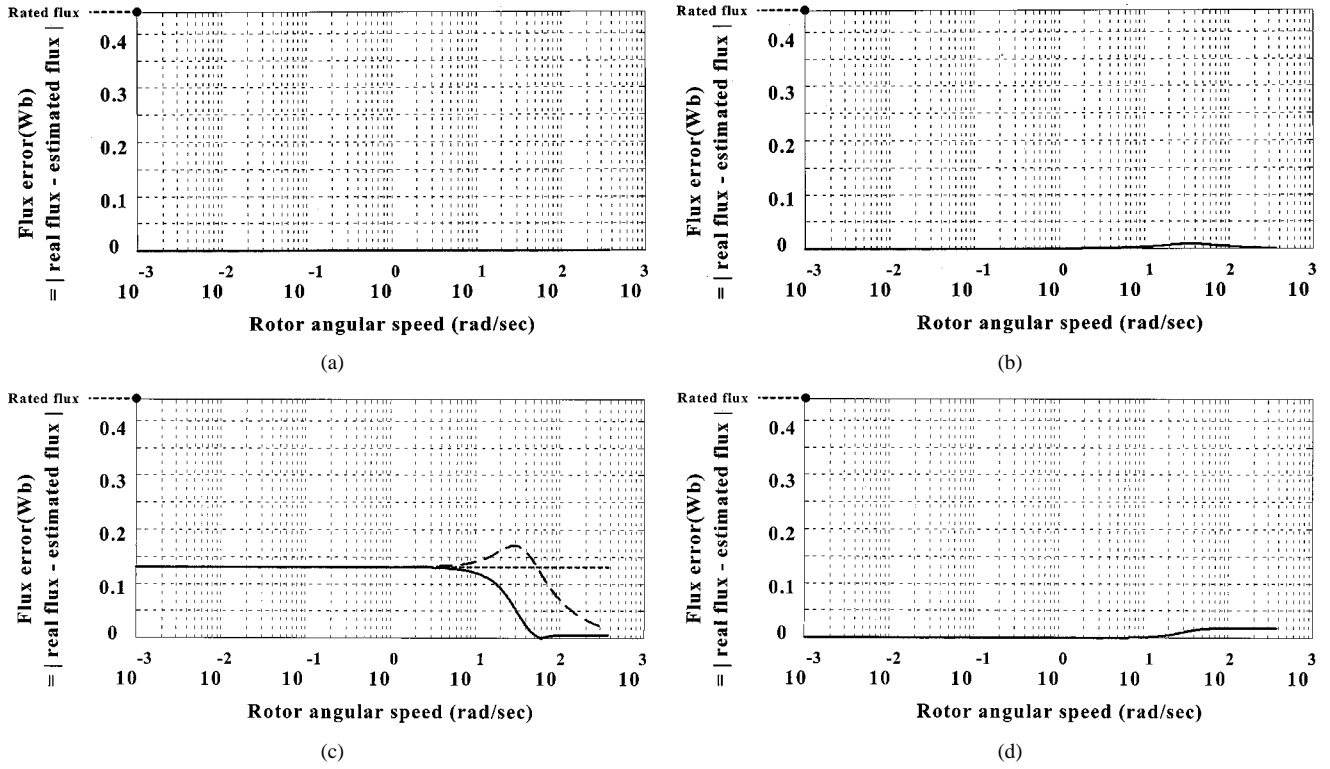 Rated flux
0.4
0.3
0.2
0.1
0
Flux error(Wb)
= | real flux - estimated flux |
-3 -2 -1 0 1 2 3
10 10 10 10 10 10 10
Rotor angular speed (rad/sec)
(a)
Rated flux
0.4
0.3
0.2
0.1
0
Flux error(Wb)
= | real flux - estimated flux |
-3 -2 -1 0 1 2 3
10 10 10 10 10 10 10
Rotor angular speed (rad/sec)
(b)
Rated flux
0.4
0.3
0.2
0.1
0
Flux error(Wb)
= | real flux - estimated flux |
-3 -2 -1 0 1 2 3
10 10 10 10 10 10 10
Rotor angular speed (rad/sec)
(c)
Rated flux
0.4
0.3
0.2
0.1
0
Flux error(Wb)
= | real flux - estimated flux |
-3 -2 -1 0 1 2 3
10 10 10 10 10 10 10
Rotor angular speed (rad/sec)
(d)